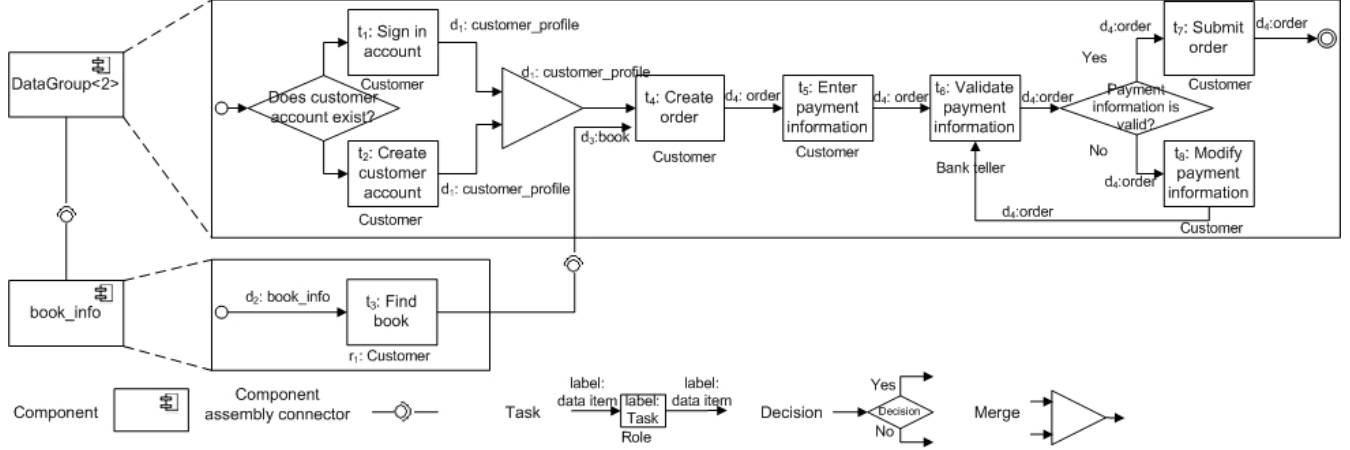 DataGroup<2>
book_info
d₁: customer_profile
t₁: Sign in
account
Customer
Does customer
account exist?
t₂: Create
customer
account
Customer
d₁: customer_profile
d₁: customer_profile
d₃:book
t₄: Create
order
Customer
d₄: order
t₅: Enter
payment
information
Customer
d₄: order
t₆: Validate
payment
information
Bank teller
d₄:order
Payment
information is
valid?
Yes
d₄:order
t₇: Submit
order
Customer
d₄:order
No
d₄:order
t₈: Modify
payment
information
Customer
d₄:order
d₂: book_info
t₃: Find
book
r₁: Customer
Component
Component
assembly connector
Task
label:
data item
label:
Task
Role
label:
data item
Decision
Yes
Decision
No
Merge